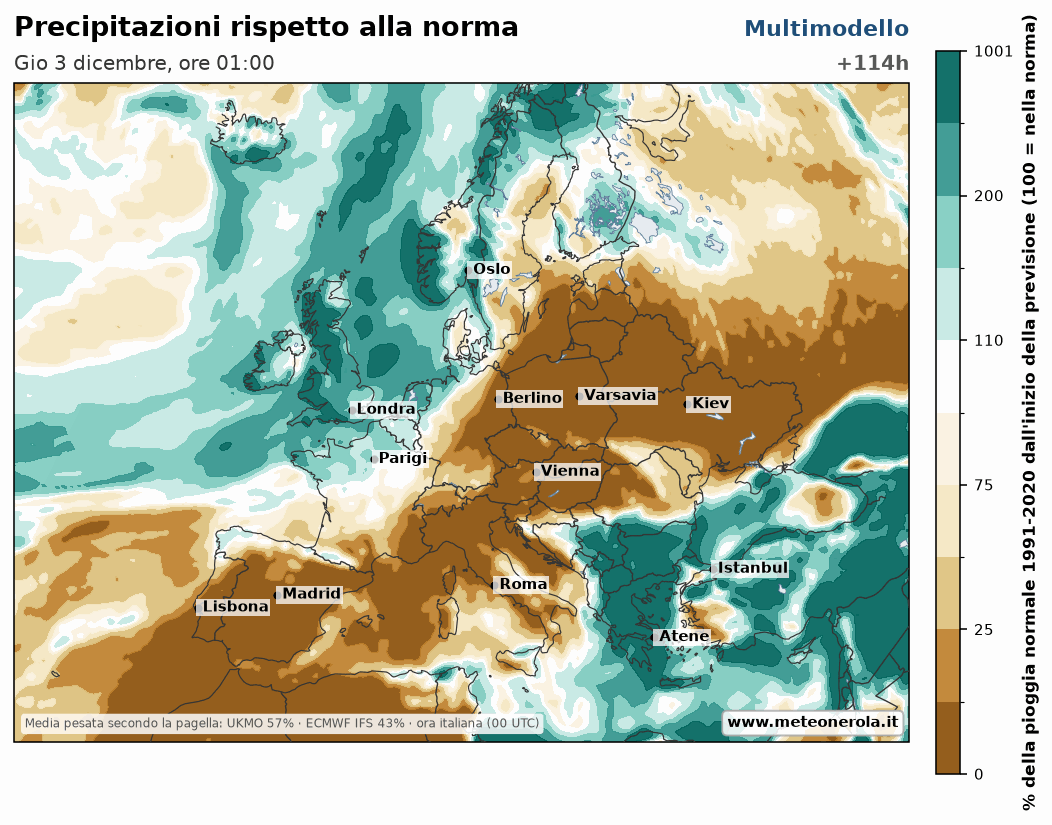 Precipitazioni rispetto alla norma
Multimodello
Gio 3 dicembre, ore 01:00
+114h
1001
200
110
75
25
0
% della pioggia normale 1991-2020 dall'inizio della previsione (100 = nella norma)
Oslo
Londra
Berlino
Varsavia
Kiev
Parigi
Vienna
Istanbul
Roma
Madrid
Lisbona
Atene
Media pesata secondo la pagella: UKMO 57% · ECMWF IFS 43% · ora italiana (00 UTC)
www.meteonerola.it